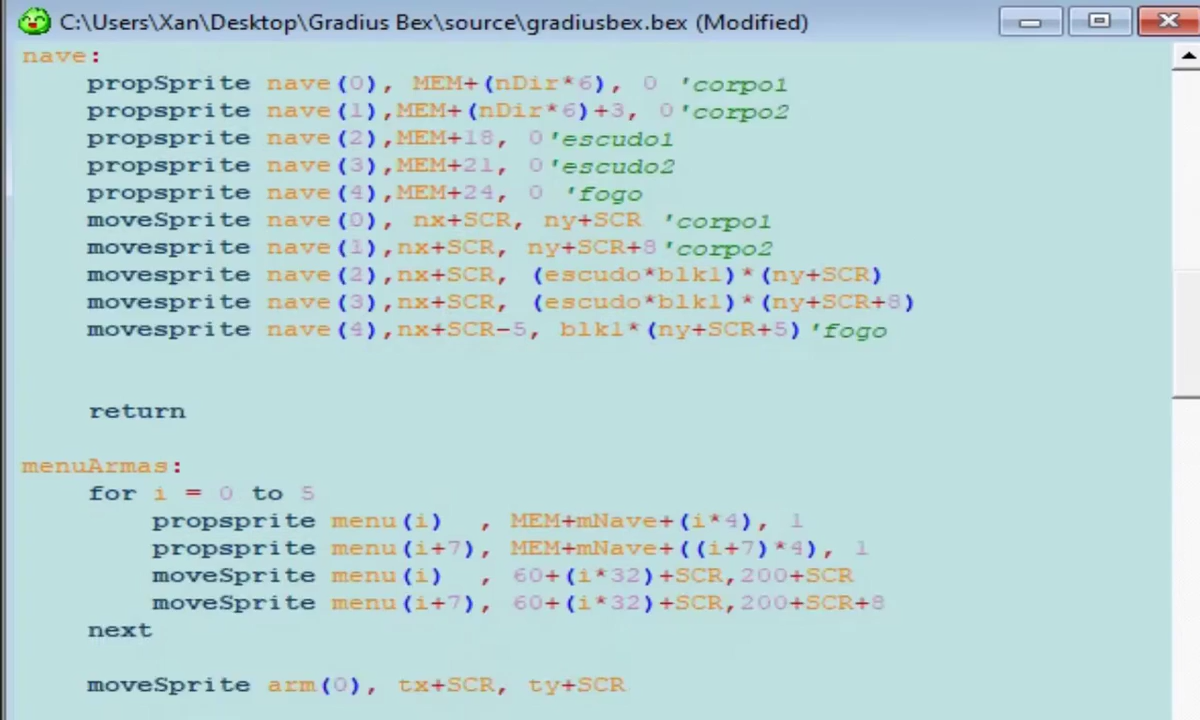 C:\Users\Xan\Desktop\Gradius Bex\source\gradiusbex.bex (Modified)
nave:
propSprite nave(0), MEM+(nDir*6), 0 'corpo1
propsprite nave(1),MEM+(nDir*6)+3, 0'corpo2
propsprite nave(2),MEM+18, 0'escudo1
propsprite nave(3),MEM+21, 0'escudo2
propsprite nave(4),MEM+24, 0 'fogo
moveSprite nave(0), nx+SCR, ny+SCR 'corpo1
movesprite nave(1),nx+SCR, ny+SCR+8'corpo2
movesprite nave(2),nx+SCR, (escudo*blk1)*(ny+SCR)
movesprite nave(3),nx+SCR, (escudo*blk1)*(ny+SCR+8)
movesprite nave(4),nx+SCR-5, blk1*(ny+SCR+5)'fogo
return
menuArmas:
for i = 0 to 5
propsprite menu(i) , MEM+mNave+(i*4), 1
propsprite menu(i+7), MEM+mNave+((i+7)*4), 1
moveSprite menu(i) , 60+(i*32)+SCR,200+SCR
moveSprite menu(i+7), 60+(i*32)+SCR,200+SCR+8
next
moveSprite arm(0), tx+SCR, ty+SCR